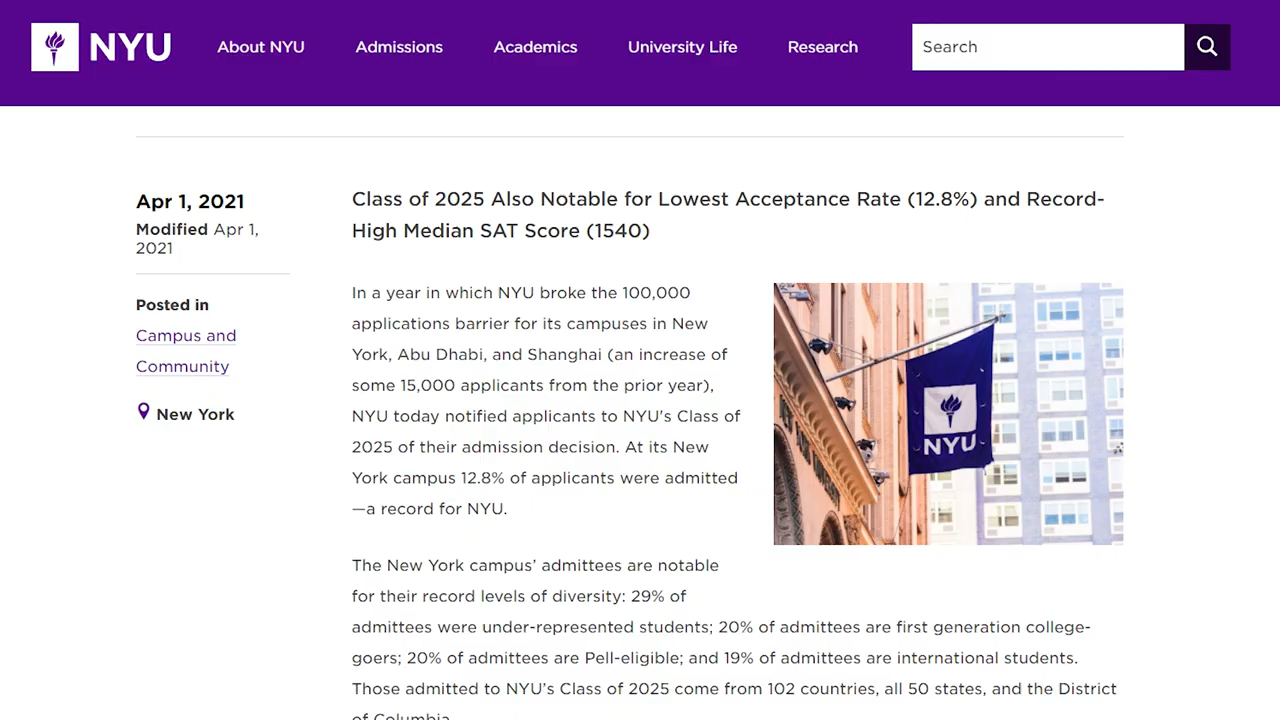 NYU
About NYU
Admissions
Academics
University Life
Research
Search
Apr 1, 2021
Modified Apr 1,
2021
Posted in
Campus and
Community
New York
Class of 2025 Also Notable for Lowest Acceptance Rate (12.8%) and Record-
High Median SAT Score (1540)
In a year in which NYU broke the 100,000
applications barrier for its campuses in New
York, Abu Dhabi, and Shanghai (an increase of
some 15,000 applicants from the prior year),
NYU today notified applicants to NYU's Class of
2025 of their admission decision. At its New
York campus 12.8% of applicants were admitted
—a record for NYU.
NYU
The New York campus’ admittees are notable
for their record levels of diversity: 29% of
admittees were under-represented students; 20% of admittees are first generation college-
goers; 20% of admittees are Pell-eligible; and 19% of admittees are international students.
Those admitted to NYU’s Class of 2025 come from 102 countries, all 50 states, and the District
of Columbia.